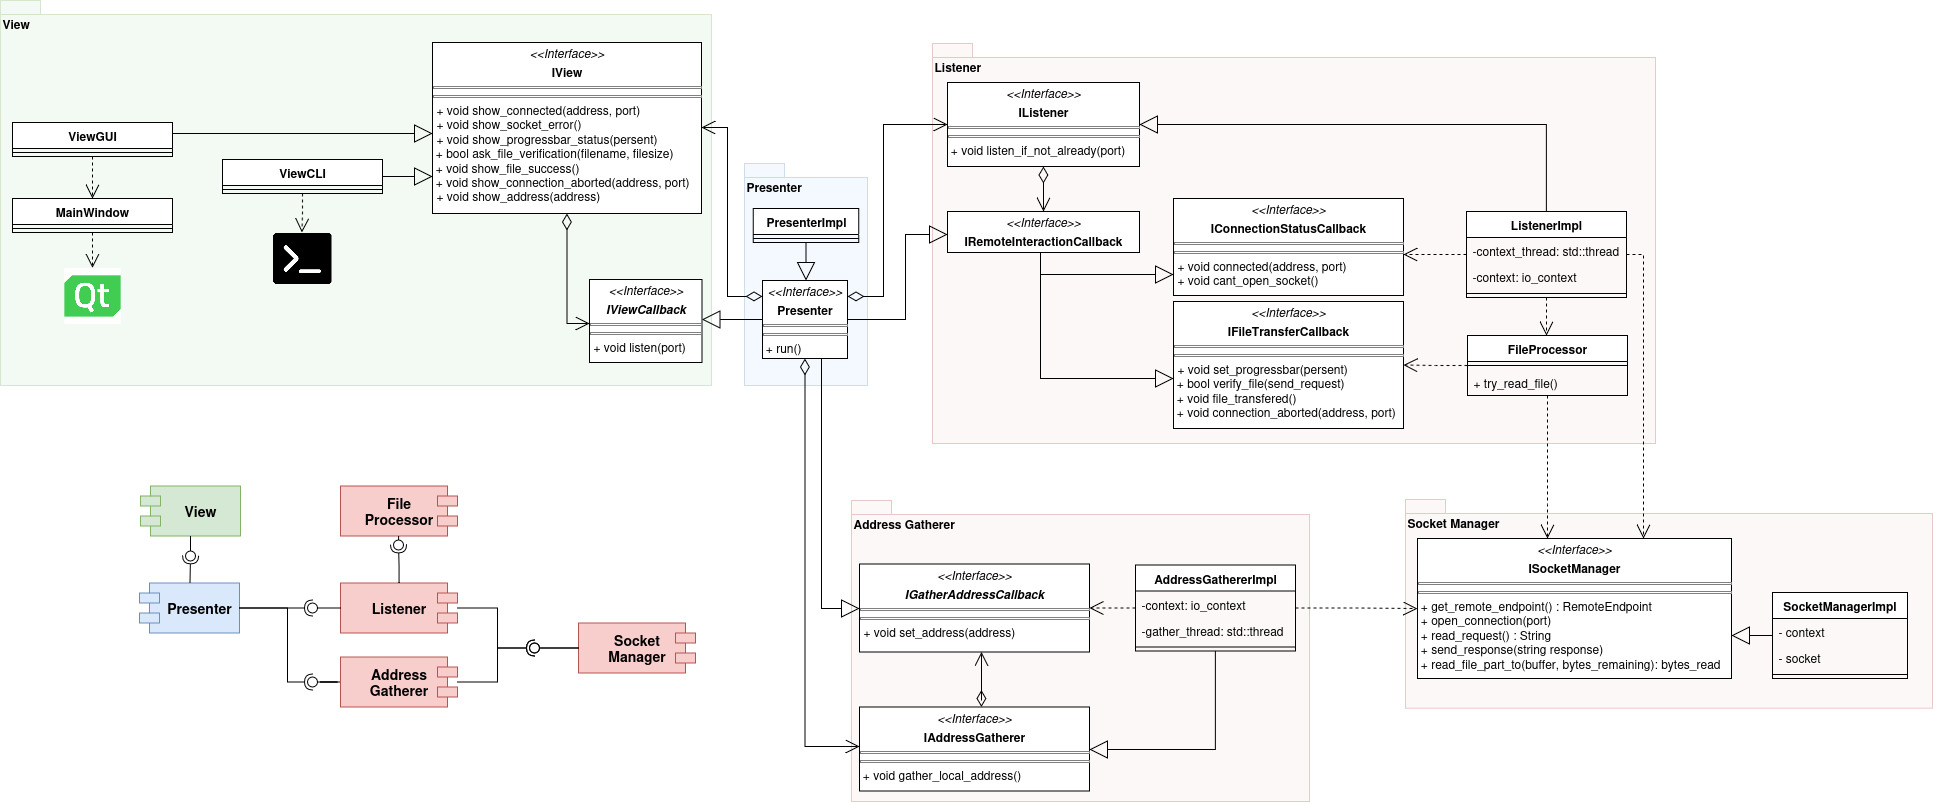 View
<<Interface>>
IView
+ void show_connected(address, port)
+ void show_socket_error()
+ void show_progressbar_status(persent)
+ bool ask_file_verification(filename, filesize)
+ void show_file_success()
+ void show_connection_aborted(address, port)
+ void show_address(address)
ViewGUI
ViewCLI
MainWindow
Qt
>_
<<Interface>>
IViewCallback
+ void listen(port)
Presenter
PresenterImpl
<<Interface>>
Presenter
+ run()
Listener
<<Interface>>
IListener
+ void listen_if_not_already(port)
<<Interface>>
IRemoteInteractionCallback
<<Interface>>
IConnectionStatusCallback
+ void connected(address, port)
+ void cant_open_socket()
<<Interface>>
IFileTransferCallback
+ void set_progressbar(persent)
+ bool verify_file(send_request)
+ void file_transfered()
+ void connection_aborted(address, port)
ListenerImpl
-context_thread: std::thread
-context: io_context
FileProcessor
+ try_read_file()
View
File
Processor
Presenter
Listener
Address
Gatherer
Socket
Manager
Address Gatherer
<<Interface>>
IGatherAddressCallback
+ void set_address(address)
AddressGathererImpl
-context: io_context
-gather_thread: std::thread
<<Interface>>
IAddressGatherer
+ void gather_local_address()
Socket Manager
<<Interface>>
ISocketManager
+ get_remote_endpoint() : RemoteEndpoint
+ open_connection(port)
+ read_request() : String
+ send_response(string response)
+ read_file_part_to(buffer, bytes_remaining): bytes_read
SocketManagerImpl
- context
- socket